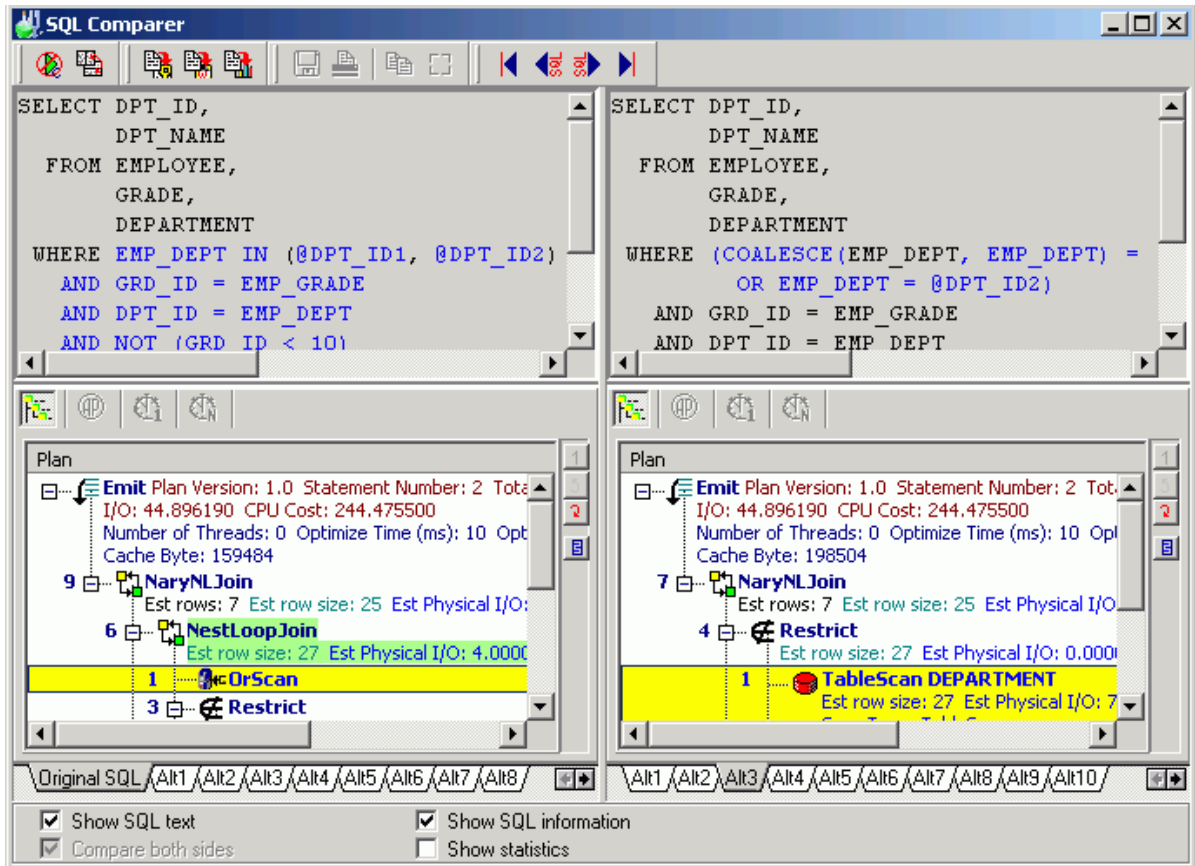 SQL Comparer
SELECT DPT_ID,
DPT_NAME
FROM EMPLOYEE,
GRADE,
DEPARTMENT
WHERE EMP_DEPT IN (@DPT_ID1, @DPT_ID2)
AND GRD_ID = EMP_GRADE
AND DPT_ID = EMP_DEPT
AND NOT (GRD_ID < 10)
SELECT DPT_ID,
DPT_NAME
FROM EMPLOYEE,
GRADE,
DEPARTMENT
WHERE (COALESCE(EMP_DEPT, EMP_DEPT) =
OR EMP_DEPT = @DPT_ID2)
AND GRD_ID = EMP_GRADE
AND DPT_ID = EMP_DEPT
Plan
Emit Plan Version: 1.0 Statement Number: 2 Tota
I/O: 44.896190 CPU Cost: 244.475500
Number of Threads: 0 Optimize Time (ms): 10 Opt
Cache Byte: 159484
9 NaryNLJoin
Est rows: 7 Est row size: 25 Est Physical I/O:
6 NestLoopJoin
Est row size: 27 Est Physical I/O: 4.0000
1 OrScan
3 Restrict
Original SQL Alt1 Alt2 Alt3 Alt4 Alt5 Alt6 Alt7 Alt8
Plan
Emit Plan Version: 1.0 Statement Number: 2 Tot
I/O: 44.896190 CPU Cost: 244.475500
Number of Threads: 0 Optimize Time (ms): 10 Opt
Cache Byte: 198504
7 NaryNLJoin
Est rows: 7 Est row size: 25 Est Physical I/O
4 Restrict
Est row size: 27 Est Physical I/O: 0.000
1 TableScan DEPARTMENT
Est row size: 27 Est Physical I/O: 7
Alt1 Alt2 Alt3 Alt4 Alt5 Alt6 Alt7 Alt8 Alt9 Alt10
Show SQL text
Show SQL information
Compare both sides
Show statistics